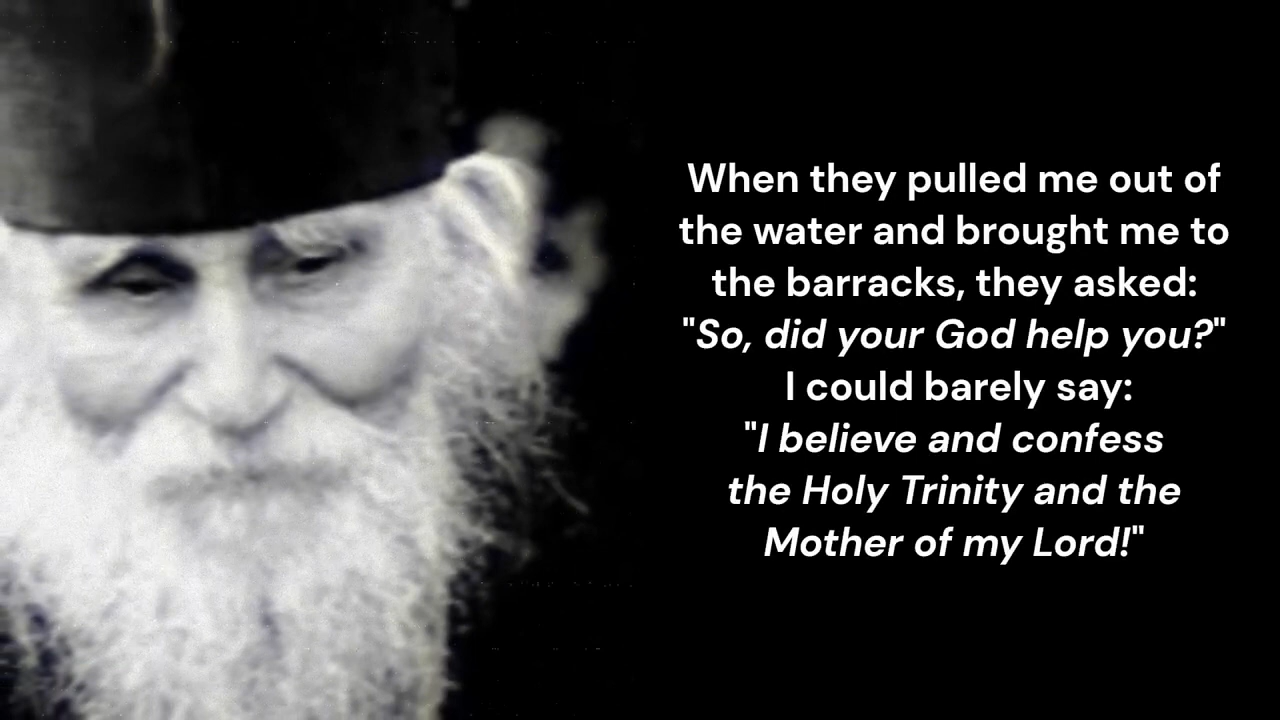 When they pulled me out of
the water and brought me to
the barracks, they asked:
"So, did your God help you?"
I could barely say:
"I believe and confess
the Holy Trinity and the
Mother of my Lord!"